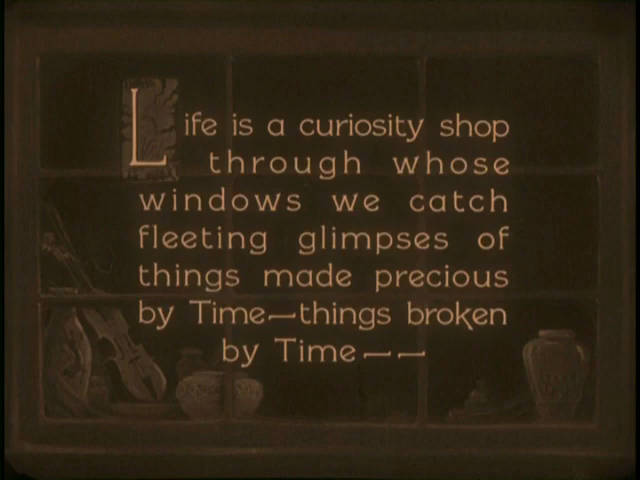 Life is a curiosity shop
through whose
windows we catch
fleeting glimpses of
things made precious
by Time—things broken
by Time— —